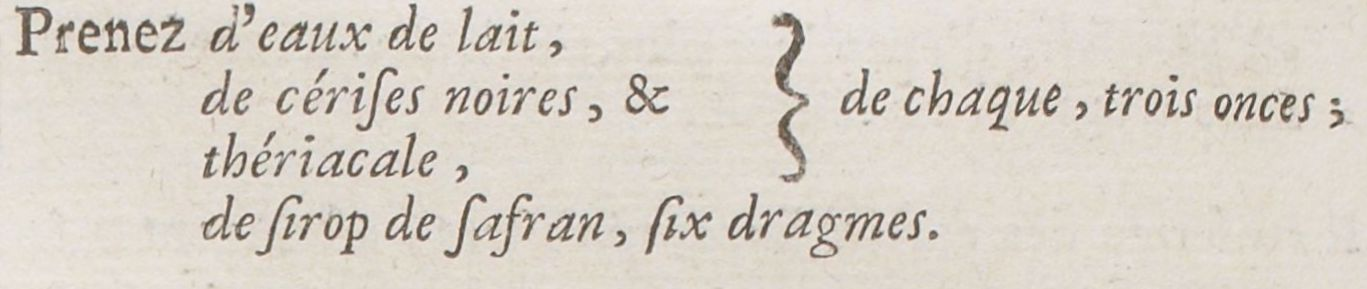 Prenez d'eaux de lait,
de cériſes noires, & } de chaque, trois onces;
thériacale,
de ſirop de ſafran, ſix dragmes.